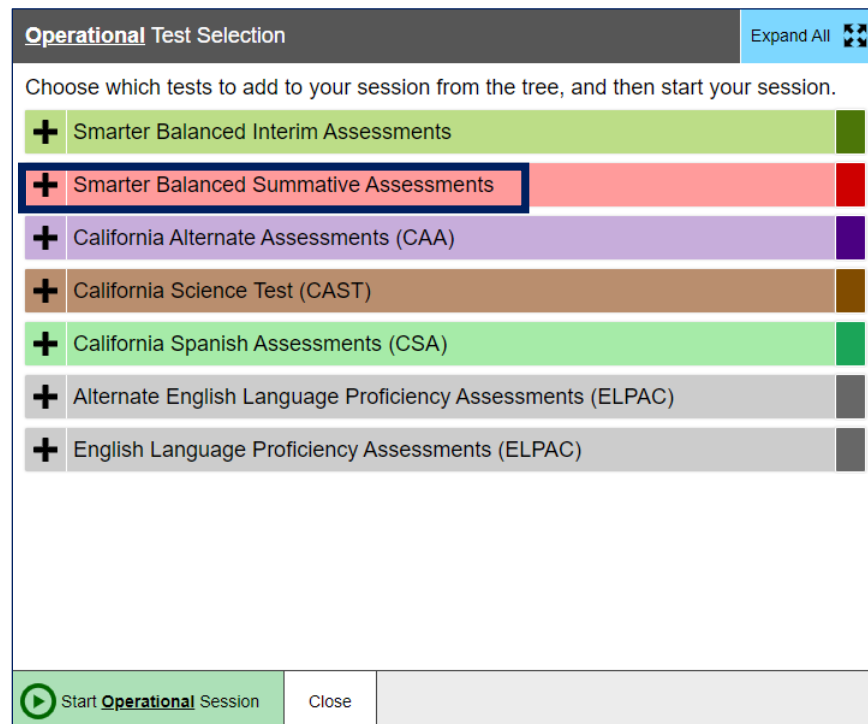 Operational Test Selection
Expand All
Choose which tests to add to your session from the tree, and then start your session.
Smarter Balanced Interim Assessments
Smarter Balanced Summative Assessments
California Alternate Assessments (CAA)
California Science Test (CAST)
California Spanish Assessments (CSA)
Alternate English Language Proficiency Assessments (ELPAC)
English Language Proficiency Assessments (ELPAC)
Start Operational Session
Close